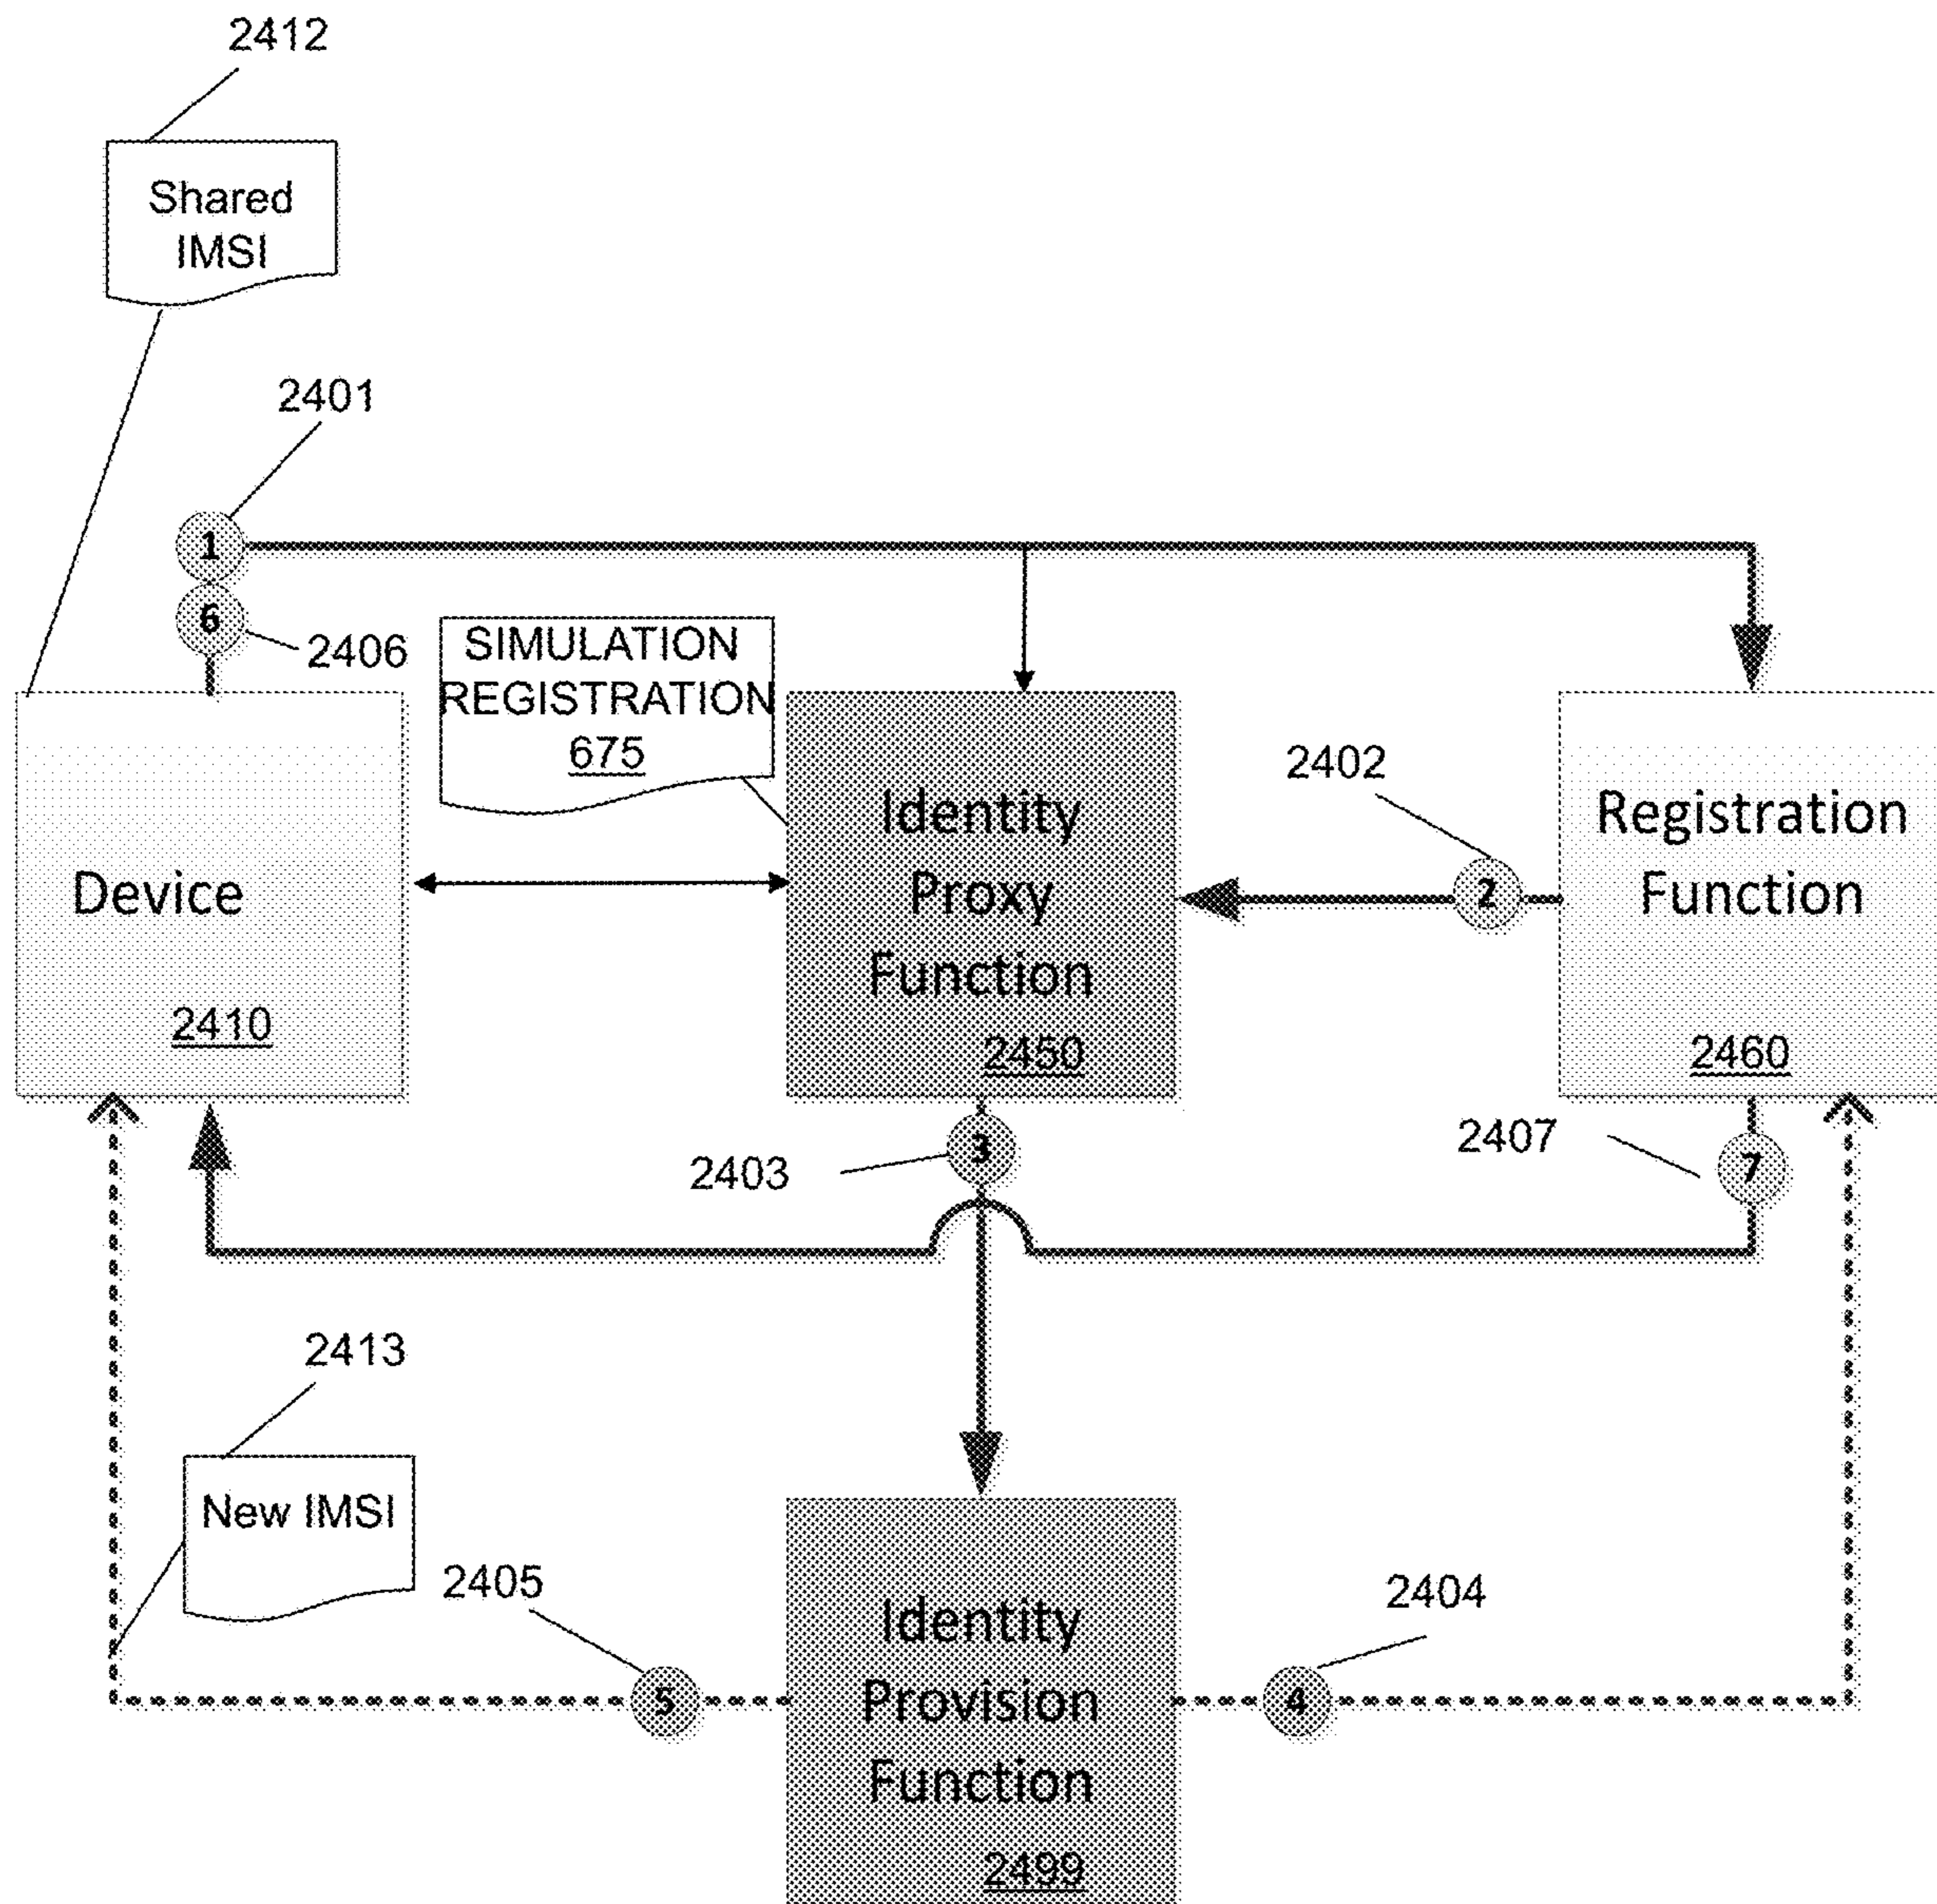 2412
Shared
IMSI
2401
1
6
2406
SIMULATION
REGISTRATION
675
Device
2410
Identity
Proxy
Function
2450
2402
2
Registration
Function
2460
2403
3
2407
7
2413
New IMSI
2405
5
2404
4
Identity
Provision
Function
2499